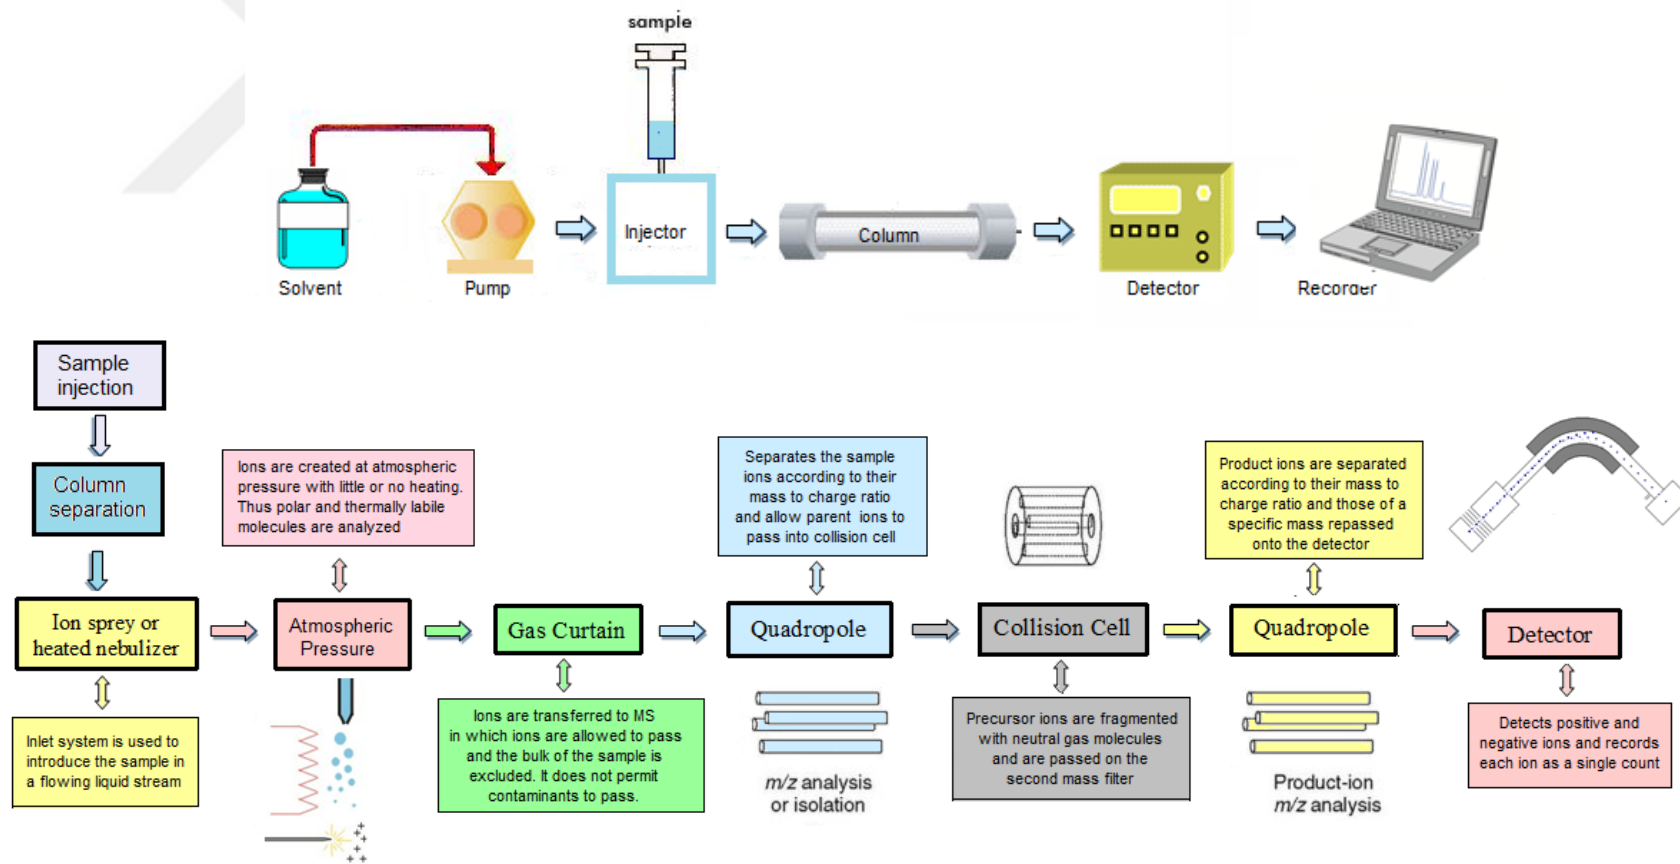 sample
Injector
Column
Solvent
Pump
Detector
Recorder
Sample
injection
Column
separation
Ions are created at atmospheric
pressure with little or no heating.
Thus polar and thermally labile
molecules are analyzed
Separates the sample
ions according to their
mass to charge ratio
and allow parent ions to
pass into collision cell
Product ions are separated
according to their mass to
charge ratio and those of a
specific mass repassed
onto the detector
Ion sprey or
heated nebulizer
Atmospheric
Pressure
Gas Curtain
Quadropole
Collision Cell
Quadropole
Detector
Inlet system is used to
introduce the sample in
a flowing liquid stream
Ions are transferred to MS
in which ions are allowed to pass
and the bulk of the sample is
excluded. It does not permit
contaminants to pass.
m/z analysis
or isolation
Precursor ions are fragmented
with neutral gas molecules
and are passed on the
second mass filter
Product-ion
m/z analysis
Detects positive and
negative ions and records
each ion as a single count